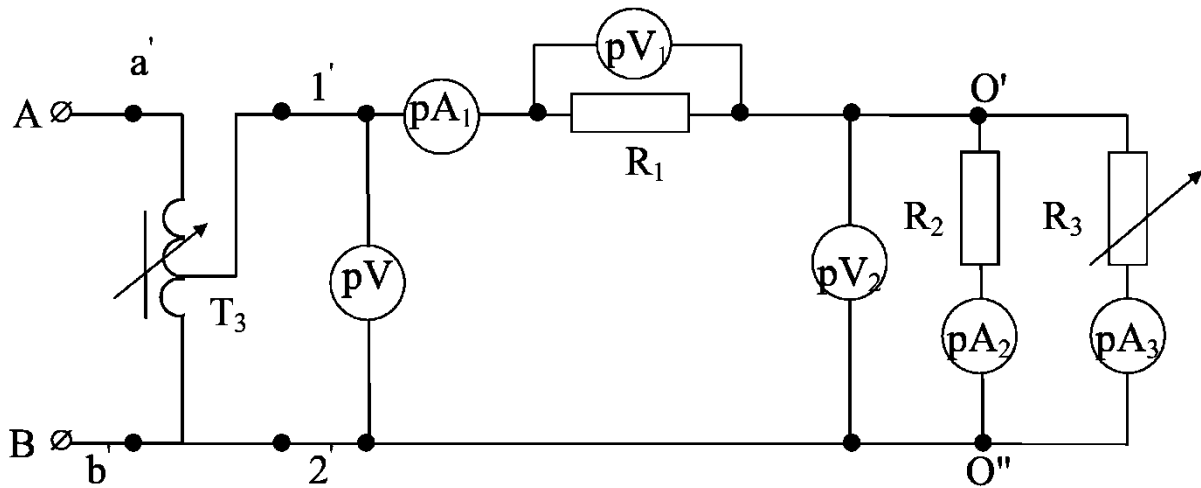 a'
A
1'
pA₁
pV₁
R₁
O'
T₃
pV
pV₂
R₂
R₃
pA₂
pA₃
B
b'
2'
O"